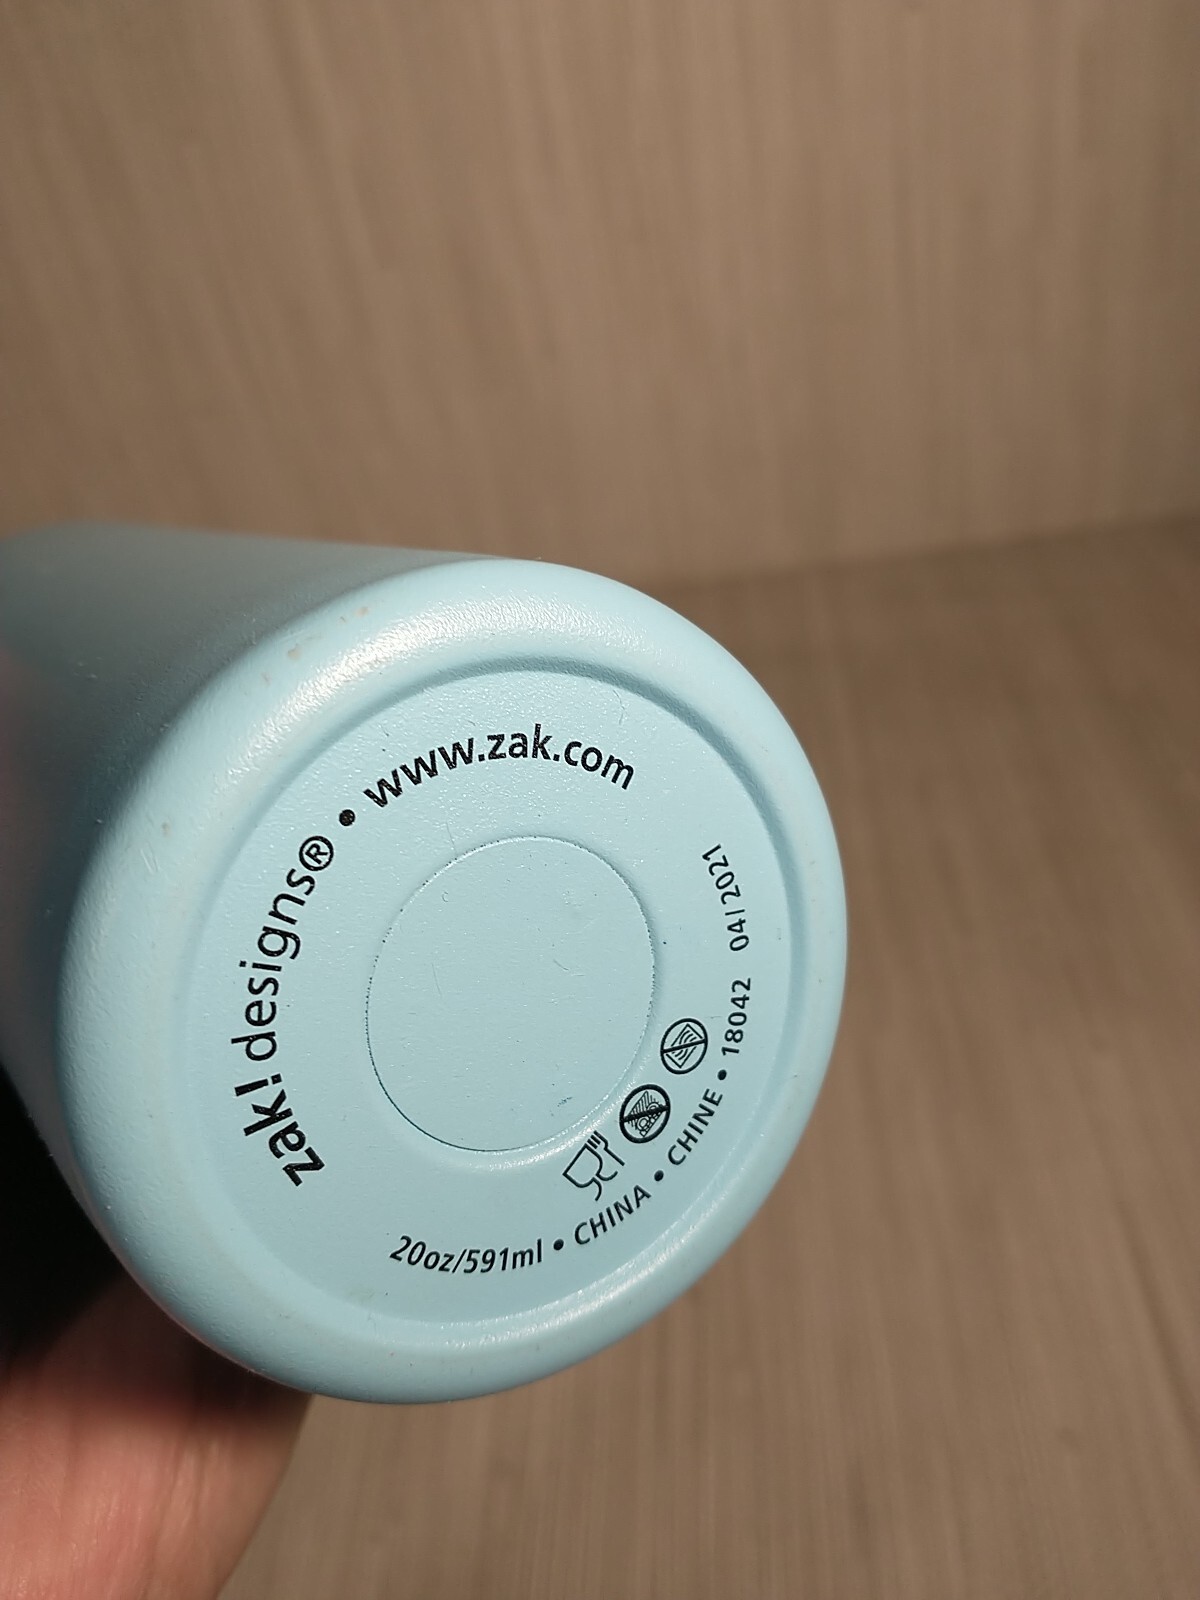 zak! designs® • www.zak.com
20oz/591ml • CHINA • CHINE • 18042 04/2021